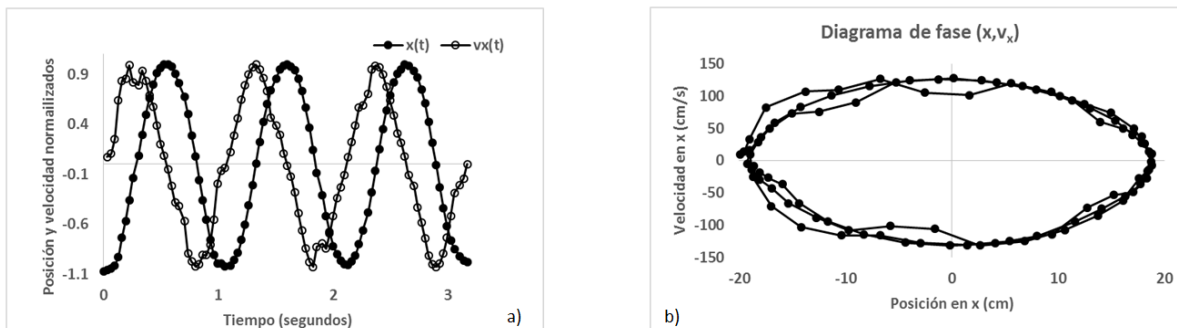 x(t) vx(t)
Posición y velocidad normailizados
0.9
0.4
-0.1
-0.6
-1.1
0 1 2 3
Tiempo (segundos)
a)
Diagrama de fase (x,vx)
Velocidad en x (cm/s)
150
100
50
0
-50
-100
-150
-20 -10 0 10 20
Posición en x (cm)
b)